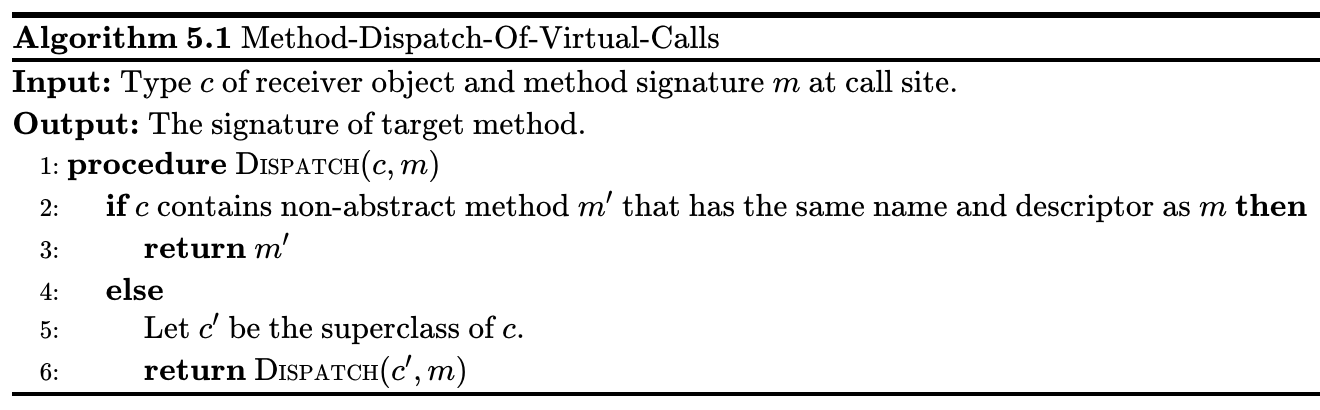 Algorithm 5.1 Method-Dispatch-Of-Virtual-Calls
Input: Type c of receiver object and method signature m at call site.
Output: The signature of target method.
1: procedure DISPATCH(c, m)
2: if c contains non-abstract method m′ that has the same name and descriptor as m then
3: return m′
4: else
5: Let c′ be the superclass of c.
6: return DISPATCH(c′, m)